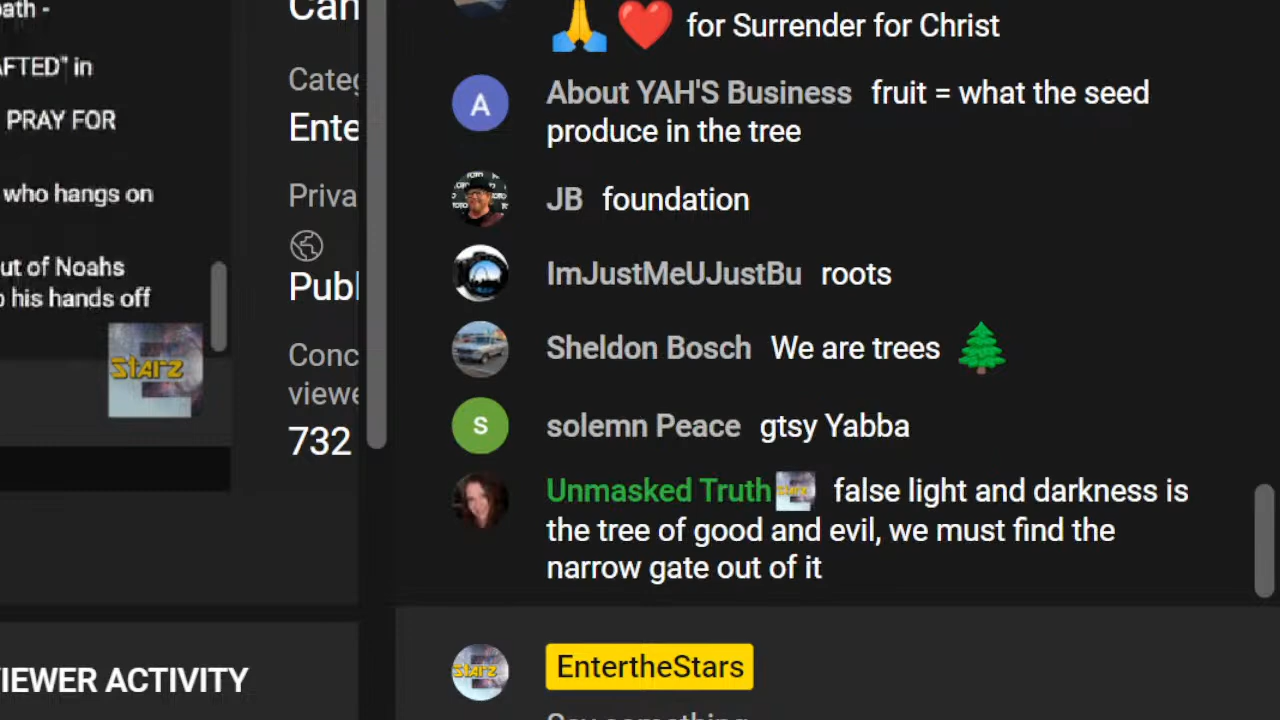 ath -
AFTED" in
PRAY FOR
who hangs on
ut of Noahs
his hands off
STARZ
Can
Categ
Ente
Priva
Publ
Conc
viewe
732
IEWER ACTIVITY
for Surrender for Christ
A
About YAH'S Business fruit = what the seed
produce in the tree
JB foundation
ImJustMeUJustBu roots
Sheldon Bosch We are trees
S
solemn Peace gtsy Yabba
Unmasked Truth false light and darkness is
the tree of good and evil, we must find the
narrow gate out of it
STARZ
EntertheStars